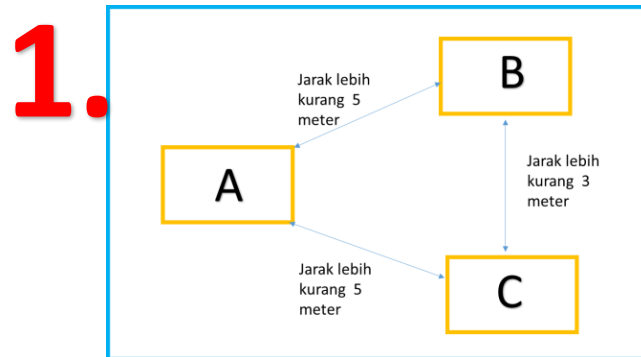 1.
Jarak lebih
kurang 5
meter
B
A
Jarak lebih
kurang 3
meter
Jarak lebih
kurang 5
meter
C